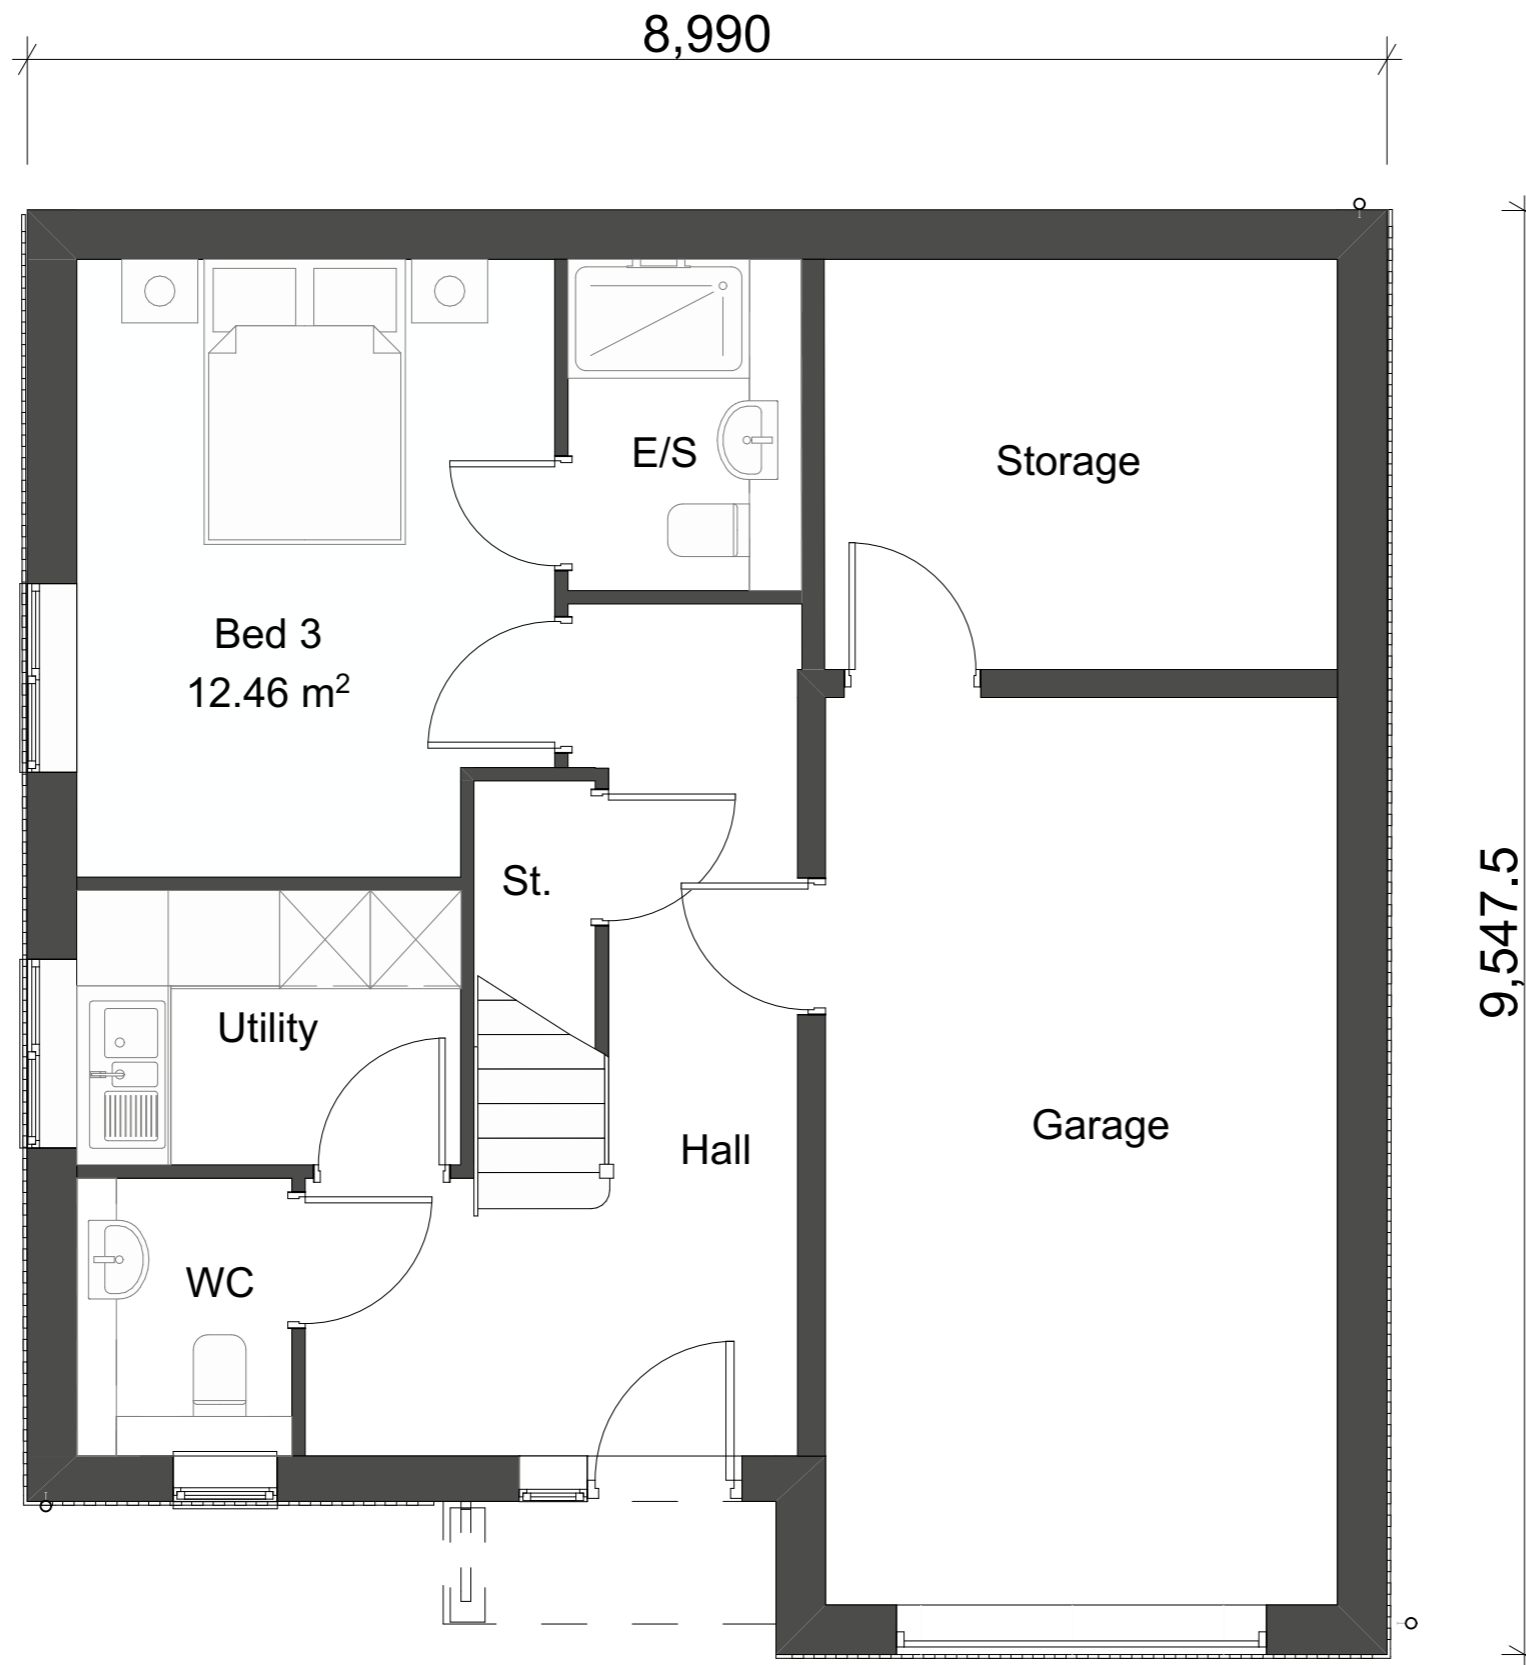 8,990
E/S
Storage
Bed 3
12.46 m²
St.
9,547.5
Utility
Garage
Hall
WC